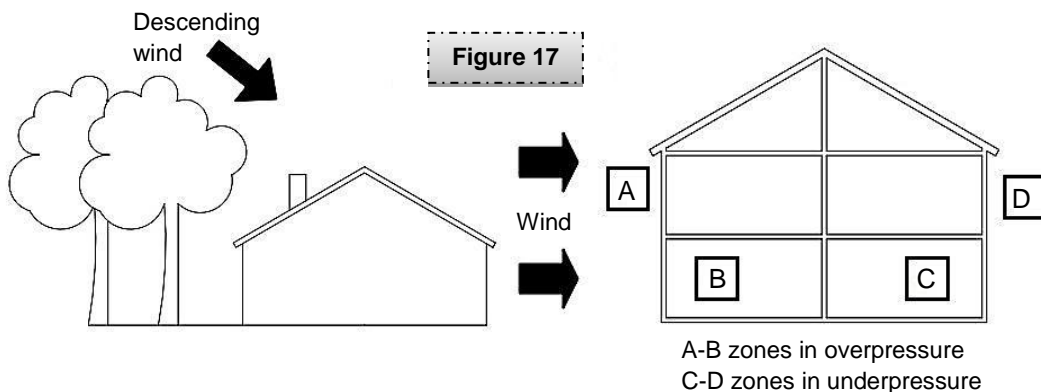 Descending
wind
Figure 17
A
D
Wind
B
C
A-B zones in overpressure
C-D zones in underpressure